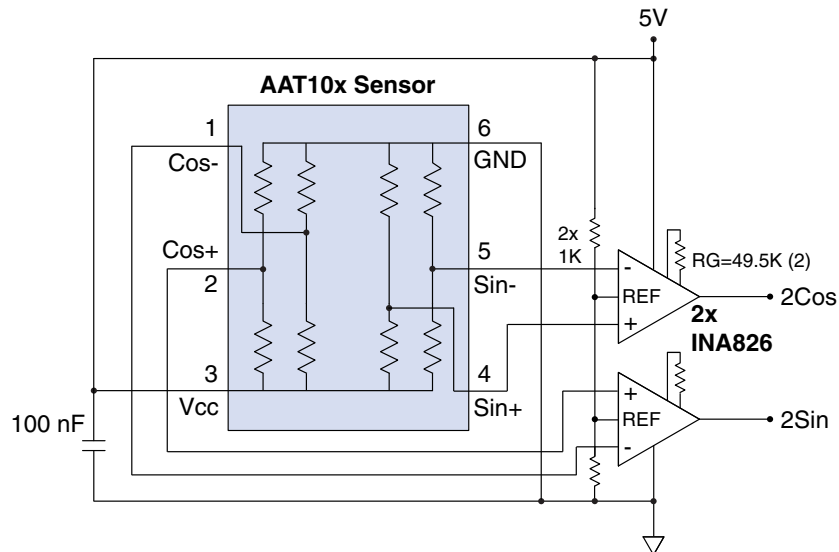 5V
AAT10x Sensor
1
Cos-
6
GND
Cos+
2
5
Sin-
2x
1K
-
REF
+
RG=49.5K (2)
2Cos
2x
INA826
3
Vcc
4
Sin+
100 nF
+
REF
-
2Sin